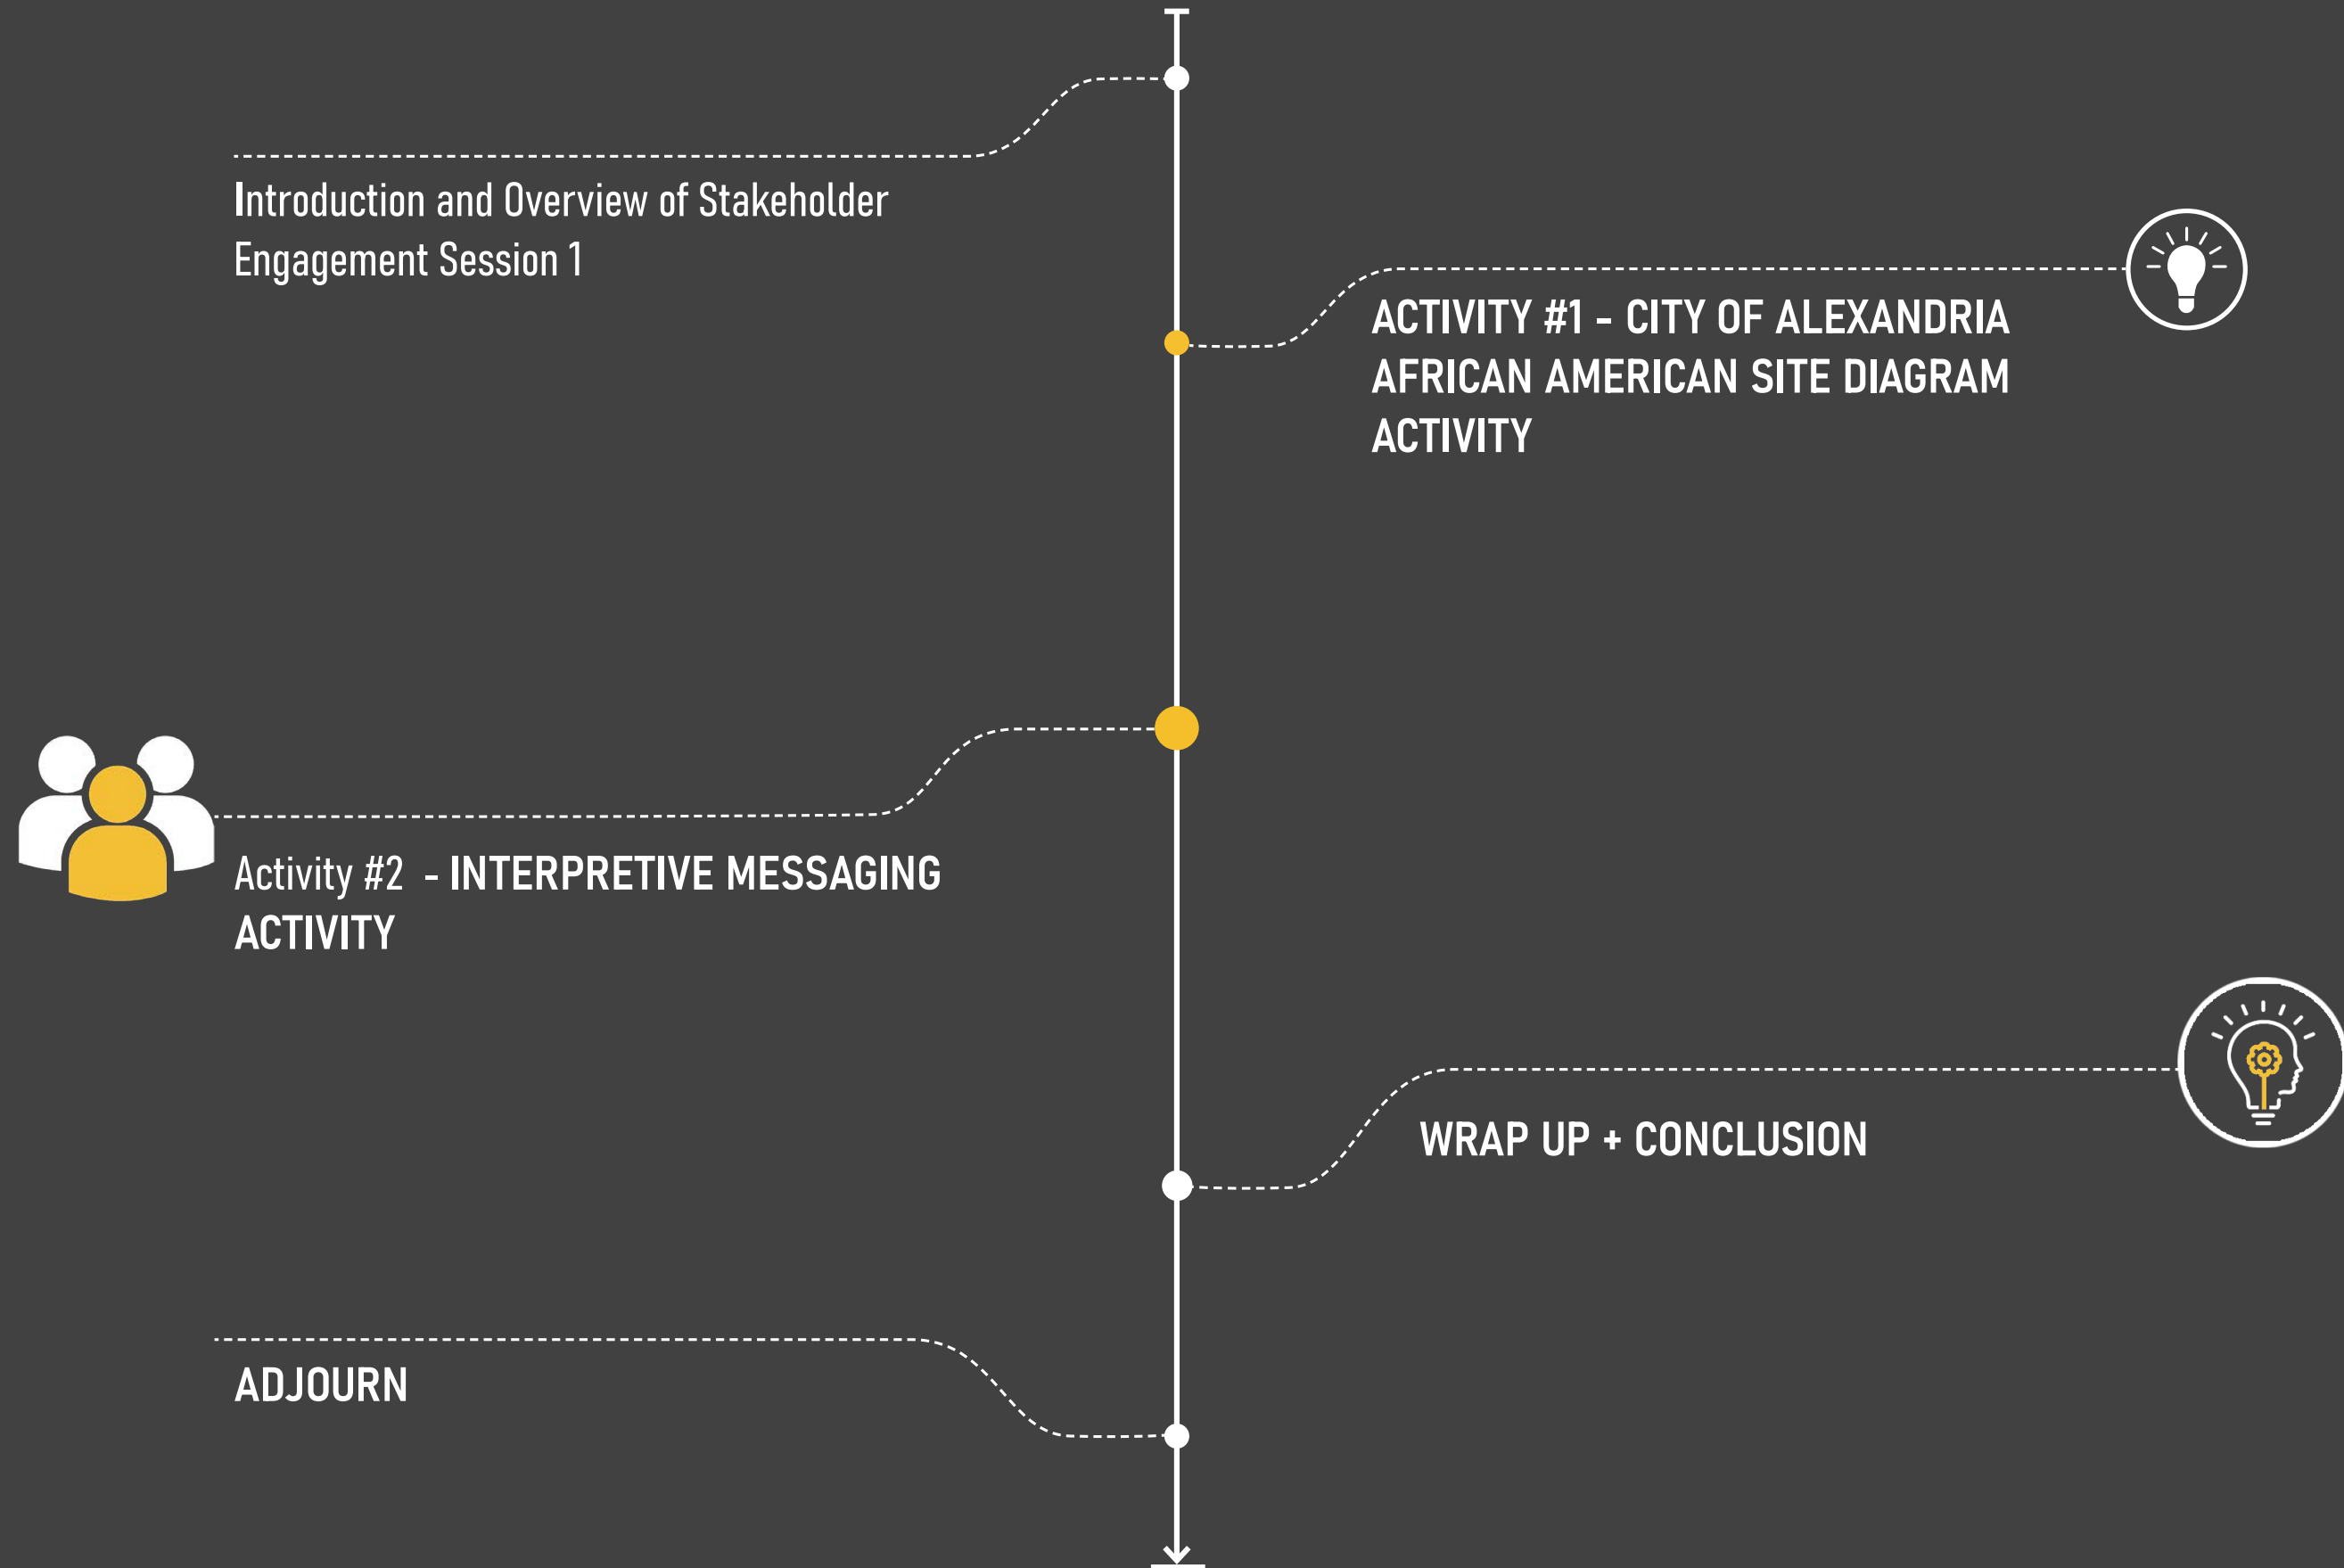 Introduction and Overview of Stakeholder
Engagement Session 1
ACTIVITY #1 - CITY OF ALEXANDRIA
AFRICAN AMERICAN SITE DIAGRAM
ACTIVITY
Activity #2 - INTERPRETIVE MESSAGING
ACTIVITY
WRAP UP + CONCLUSION
ADJOURN